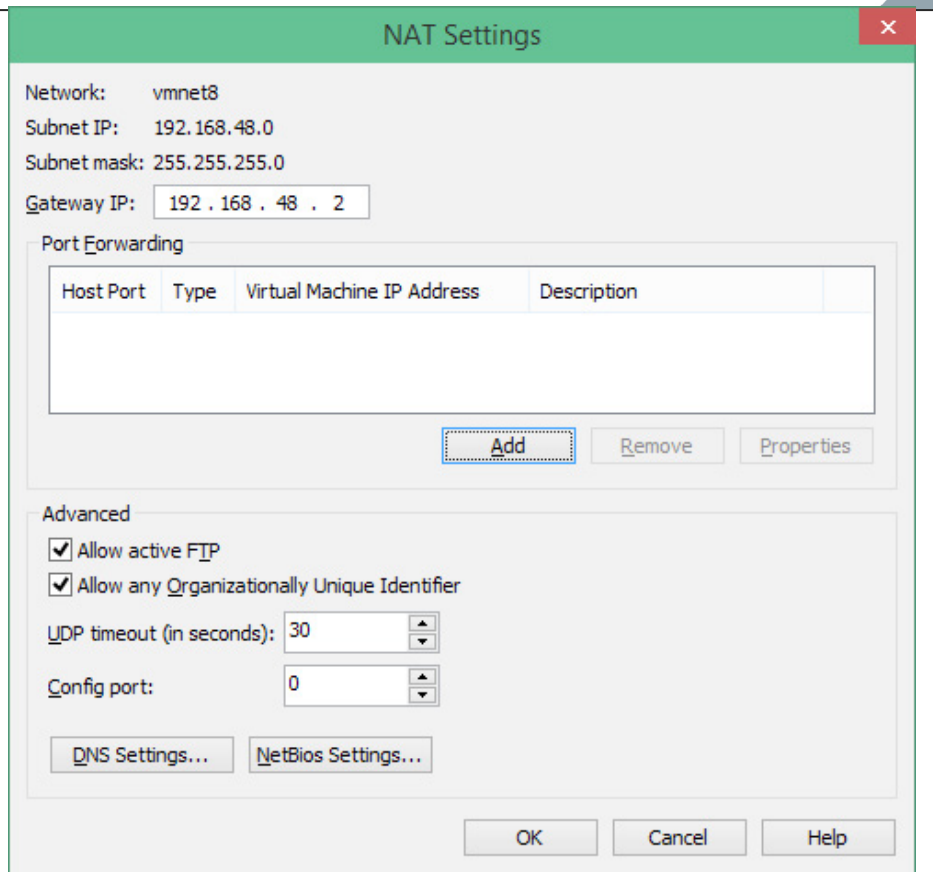 NAT Settings
Network: vmnet8
Subnet IP: 192.168.48.0
Subnet mask: 255.255.255.0
Gateway IP: 192 . 168 . 48 . 2
Port Forwarding
Host Port Type Virtual Machine IP Address Description
Add Remove Properties
Advanced
Allow active FTP
Allow any Organizationally Unique Identifier
UDP timeout (in seconds): 30
Config port: 0
DNS Settings... NetBios Settings...
OK Cancel Help